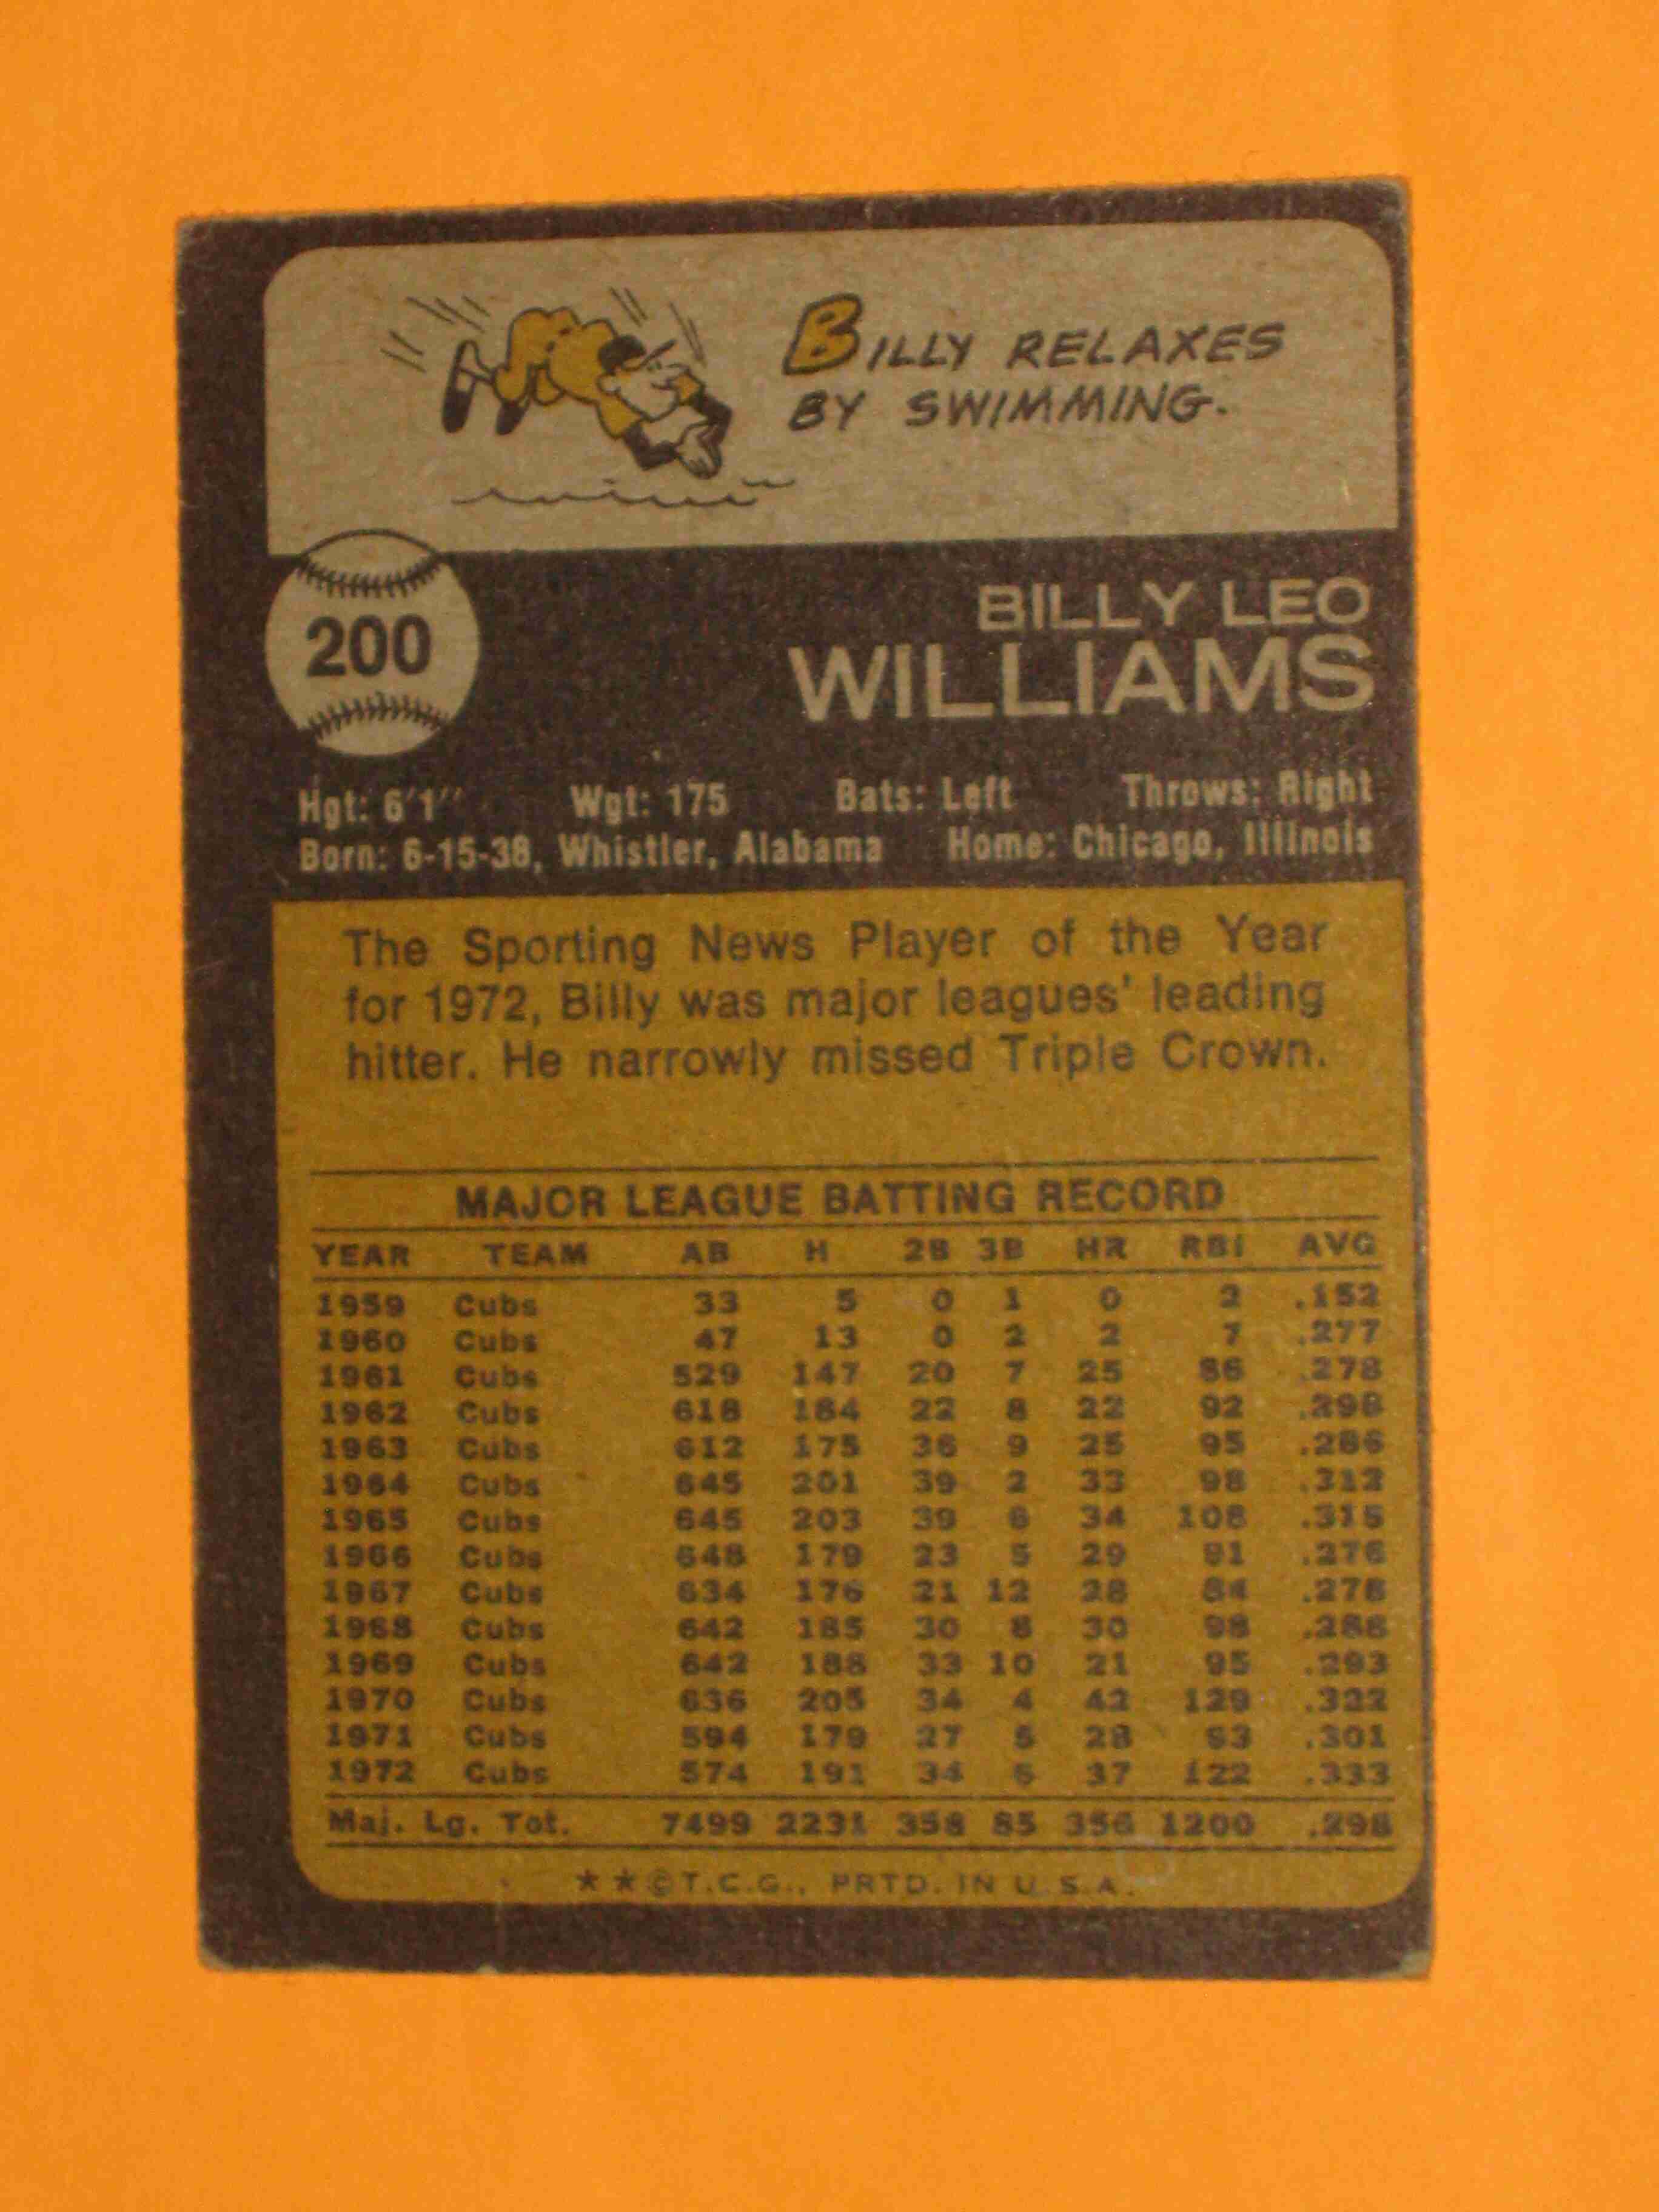 BILLY RELAXES
BY SWIMMING.
200
BILLY LEO
WILLIAMS
Hgt: 6'1" Wgt: 175 Bats: Left Throws: Right
Born: 6-15-38, Whistler, Alabama Home: Chicago, Illinois
The Sporting News Player of the Year
for 1972, Billy was major leagues' leading
hitter. He narrowly missed Triple Crown.
MAJOR LEAGUE BATTING RECORD
YEAR TEAM AB H 2B 3B HR RBI AVG
1959 Cubs 33 5 0 1 0 2 .152
1960 Cubs 47 13 0 2 2 7 .277
1961 Cubs 529 147 20 7 25 86 .278
1962 Cubs 618 184 22 8 22 92 .298
1963 Cubs 612 175 36 9 25 95 .286
1964 Cubs 645 201 39 2 33 98 .312
1965 Cubs 645 203 39 6 34 108 .315
1966 Cubs 648 179 23 5 29 91 .276
1967 Cubs 634 176 21 12 28 84 .278
1968 Cubs 642 185 30 8 30 98 .288
1969 Cubs 642 188 33 10 21 95 .293
1970 Cubs 636 205 34 4 42 129 .322
1971 Cubs 594 179 27 5 28 93 .301
1972 Cubs 574 191 34 6 37 122 .333
Maj. Lg. Tot. 7499 2231 358 85 356 1200 .298
★★©T.C.G., PRTD. IN U.S.A.